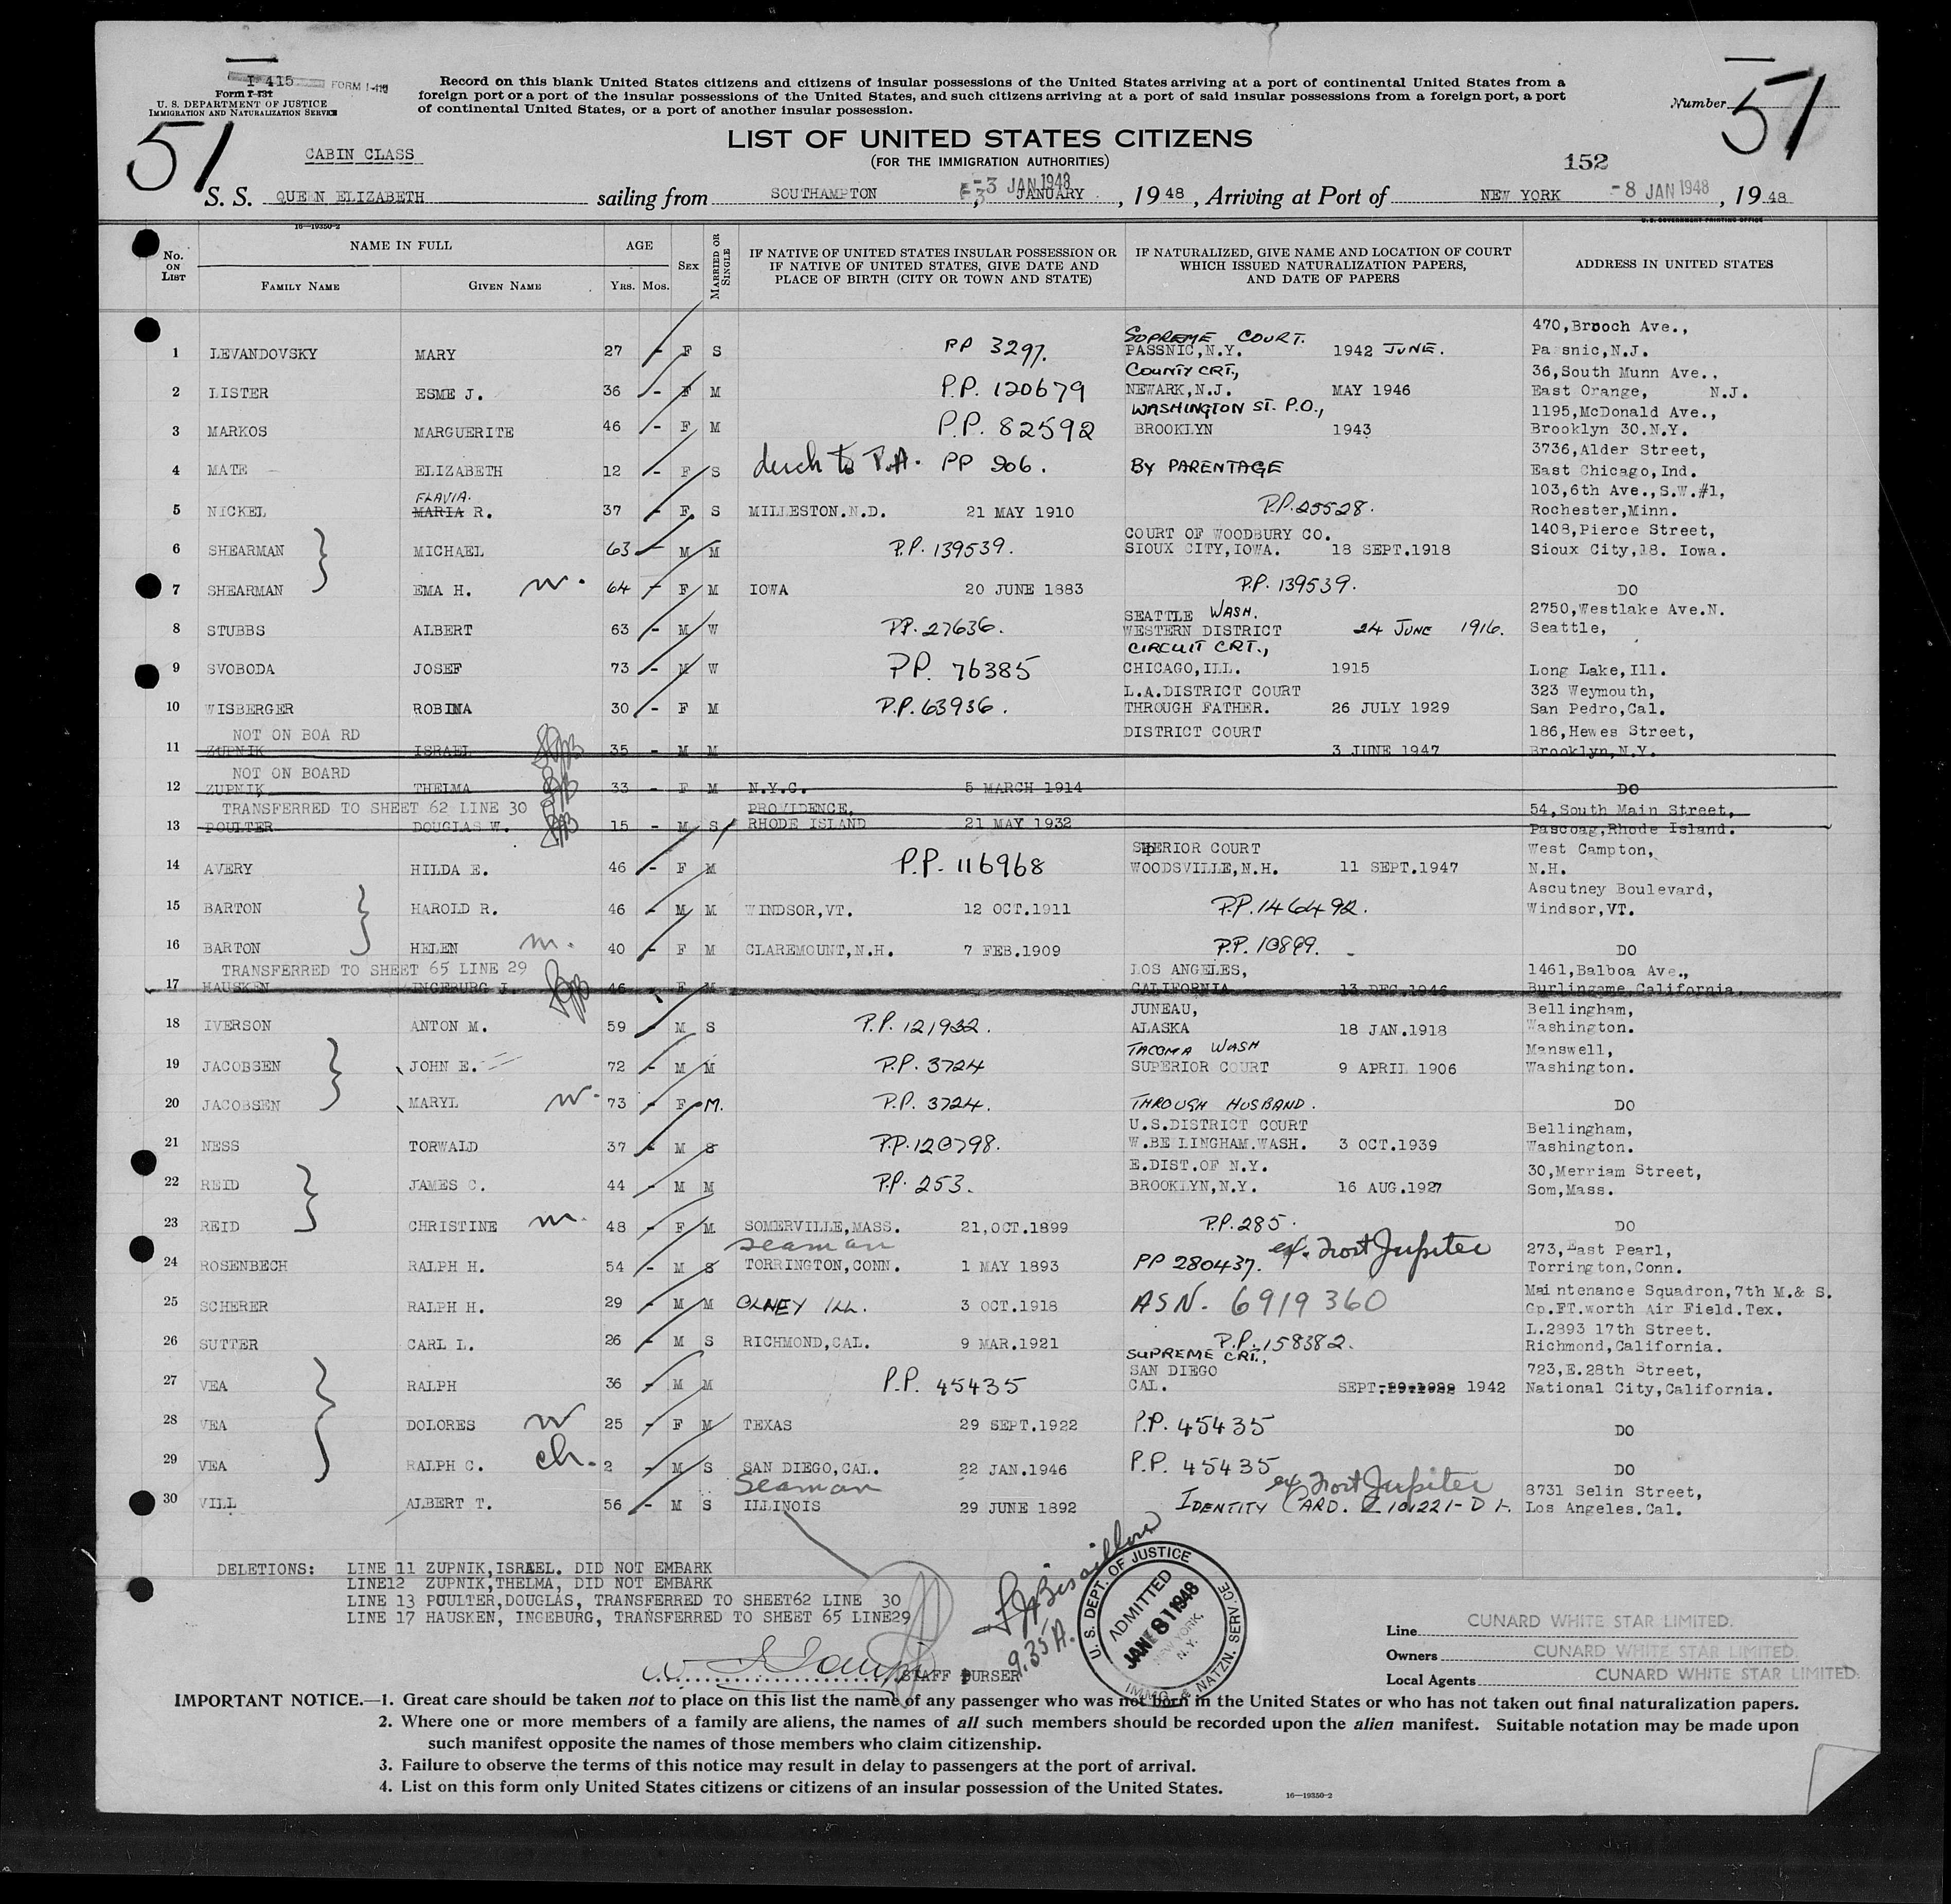 I-415 FORM I-418
Form I-431
U. S. DEPARTMENT OF JUSTICE
IMMIGRATION AND NATURALIZATION SERVICE
Record on this blank United States citizens and citizens of insular possessions of the United States arriving at a port of continental United States from a
foreign port or a port of the insular possessions of the United States, and such citizens arriving at a port of said insular possessions from a foreign port, a port
of continental United States, or a port of another insular possession.
Number 51
51
LIST OF UNITED STATES CITIZENS
CABIN CLASS
(FOR THE IMMIGRATION AUTHORITIES)
152
S. S. QUEEN ELIZABETH sailing from SOUTHAMPTON -3 JAN 1948 JANUARY, 1948, Arriving at Port of NEW YORK -8 JAN 1948, 1948
16—19350-2
U.S. GOVERNMENT PRINTING OFFICE
No. ON LIST
NAME IN FULL
FAMILY NAME GIVEN NAME
AGE
YRS. MOS.
SEX
MARRIED OR SINGLE
IF NATIVE OF UNITED STATES INSULAR POSSESSION OR
IF NATIVE OF UNITED STATES, GIVE DATE AND
PLACE OF BIRTH (CITY OR TOWN AND STATE)
IF NATURALIZED, GIVE NAME AND LOCATION OF COURT
WHICH ISSUED NATURALIZATION PAPERS,
AND DATE OF PAPERS
ADDRESS IN UNITED STATES
SUPREME COURT. 470,Brooch Ave.,
1 LEVANDOVSKY MARY 27 - F S PP 3297. PASSNIC,N.Y. 1942 JUNE. Passnic,N.J.
COUNTY CRT., 36,South Munn Ave..
2 LISTER ESME J. 36 - F M P.P. 120679 NEWARK,N.J. MAY 1946 East Orange, N.J.
WASHINGTON ST. P.O., 1195,McDonald Ave.,
3 MARKOS MARGUERITE 46 - F M P.P. 82592 BROOKLYN 1943 Brooklyn 30.N.Y.
3736,Alder Street,
4 MATE ELIZABETH 12 - F S PP 206. BY PARENTAGE East Chicago,Ind.
FLAVIA. 103,6th Ave.,S.W.#1,
5 NICKEL MARIA R. 37 - F S MILLESTON.N.D. 21 MAY 1910 P.P.25528. Rochester,Minn.
COURT OF WOODBURY CO. 1408,Pierce Street,
6 SHEARMAN MICHAEL 63 - M M P.P. 139539. SIOUX CITY,IOWA. 18 SEPT.1918 Sioux City,18. Iowa.
7 SHEARMAN EMA H. w. 64 - F M IOWA 20 JUNE 1883 P.P. 139539. DO
SEATTLE WASH. 2750,Westlake Ave.N.
8 STUBBS ALBERT 63 - M W P.P. 27636. WESTERN DISTRICT 24 JUNE 1916. Seattle,
CIRCUIT CRT.,
9 SVOBODA JOSEF 73 - M W P.P. 76385 CHICAGO,ILL. 1915 Long Lake,Ill.
L.A.DISTRICT COURT 323 Weymouth,
10 WISBERGER ROBINA 30 - F M P.P. 63936. THROUGH FATHER. 26 JULY 1929 San Pedro,Cal.
NOT ON BOA RD DISTRICT COURT 186,Hewes Street,
11 ZUPNIK ISRAEL 35 - M M 3 JUNE 1947 Brooklyn,N.Y.
NOT ON BOARD
12 ZUPNIK THELMA 33 - F M N.Y.C. 5 MARCH 1914 DO
TRANSFERRED TO SHEET 62 LINE 30 PROVIDENCE, 54,South Main Street,
13 POULTER DOUGLAS W. 15 - M S RHODE ISLAND 21 MAY 1932 Pascoag,Rhode Island.
SUPERIOR COURT West Campton,
14 AVERY HILDA E. 46 - F M P.P. 116968 WOODSVILLE,N.H. 11 SEPT.1947 N.H.
Ascutney Boulevard,
15 BARTON HAROLD R. 46 - M M WINDSOR,VT. 12 OCT.1911 P.P.146492. Windsor,VT.
16 BARTON HELEN m. 40 - F M CLAREMOUNT,N.H. 7 FEB.1909 P.P. 10899. DO
TRANSFERRED TO SHEET 65 LINE 29 LOS ANGELES, 1461,Balboa Ave.,
17 HAUSKEN INGEBURG J. 46 - F M CALIFORNIA 13 DEC.1946 Burlingame,California.
JUNEAU, Bellingham,
18 IVERSON ANTON M. 59 - M S P.P. 121932. ALASKA 18 JAN.1918 Washington.
TACOMA WASH Manswell,
19 JACOBSEN JOHN E. 72 - M M P.P. 3724 SUPERIOR COURT 9 APRIL 1906 Washington.
20 JACOBSEN MARYL w. 73 - F M. P.P. 3724. THROUGH HUSBAND. DO
U.S.DISTRICT COURT Bellingham,
21 NESS TORWALD 37 - M S P.P.120798. W.BE LINGHAM.WASH. 3 OCT.1939 Washington.
E.DIST.OF N.Y. 30,Merriam Street,
22 REID JAMES C. 44 - M M P.P. 253. BROOKLYN,N.Y. 16 AUG.1927 Som,Mass.
23 REID CHRISTINE m. 48 - F M SOMERVILLE,MASS. 21,OCT.1899 P.P.285. DO
Seaman ex. Fort Jupiter 273,East Pearl,
24 ROSENBECH RALPH H. 54 - M S TORRINGTON,CONN. 1 MAY 1893 PP 280437. Torrington,Conn.
Maintenance Squadron,7th M.& S.
25 SCHERER RALPH H. 29 - M M OLNEY ILL. 3 OCT.1918 ASN. 6919360 Gp.FT.worth Air Field.Tex.
L.2893 17th Street.
26 SUTTER CARL L. 26 - M S RICHMOND,CAL. 9 MAR.1921 P.P. 158382. Richmond,California.
SUPREME CRT.,
SAN DIEGO 723,E.28th Street,
27 VEA RALPH 36 - M M P.P. 45435 CAL. SEPT. 1942 National City,California.
28 VEA DOLORES w 25 - F M TEXAS 29 SEPT.1922 P.P. 45435 DO
29 VEA RALPH C. ch. 2 - M S SAN DIEGO,CAL. 22 JAN.1946 P.P. 45435 DO
Seaman ex Fort Jupiter 8731 Selin Street,
30 VILL ALBERT T. 56 - M S ILLINOIS 29 JUNE 1892 IDENTITY CARD. Los Angeles.Cal.
DELETIONS: LINE 11 ZUPNIK,ISRAEL. DID NOT EMBARK
LINE12 ZUPNIK,THELMA, DID NOT EMBARK
LINE 13 POULTER,DOUGLAS, TRANSFERRED TO SHEET62 LINE 30
LINE 17 HAUSKEN, INGEBURG, TRANSFERRED TO SHEET 65 LINE29
9.35 A.
STAFF PURSER
U. S. DEPT. OF JUSTICE
ADMITTED
JAN 8 1948
NEW YORK, N.Y.
IMMG. & NATZN. SERVICE
Line CUNARD WHITE STAR LIMITED.
Owners CUNARD WHITE STAR LIMITED.
Local Agents CUNARD WHITE STAR LIMITED.
IMPORTANT NOTICE.—1. Great care should be taken not to place on this list the name of any passenger who was not born in the United States or who has not taken out final naturalization papers.
2. Where one or more members of a family are aliens, the names of all such members should be recorded upon the alien manifest. Suitable notation may be made upon
such manifest opposite the names of those members who claim citizenship.
3. Failure to observe the terms of this notice may result in delay to passengers at the port of arrival.
4. List on this form only United States citizens or citizens of an insular possession of the United States.
16—19350-2